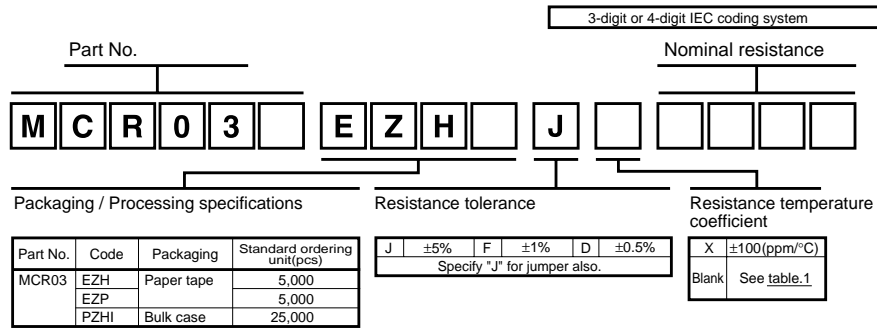 3-digit or 4-digit IEC coding system
Part No.
Nominal resistance
M C R 0 3 E Z H J
Packaging / Processing specifications
Resistance tolerance
Resistance temperature
coefficient
Part No. Code Packaging Standard ordering unit(pcs)
MCR03 EZH Paper tape 5,000
EZP 5,000
PZHI Bulk case 25,000
J ±5% F ±1% D ±0.5%
Specify "J" for jumper also.
X ±100(ppm/°C)
Blank See table.1